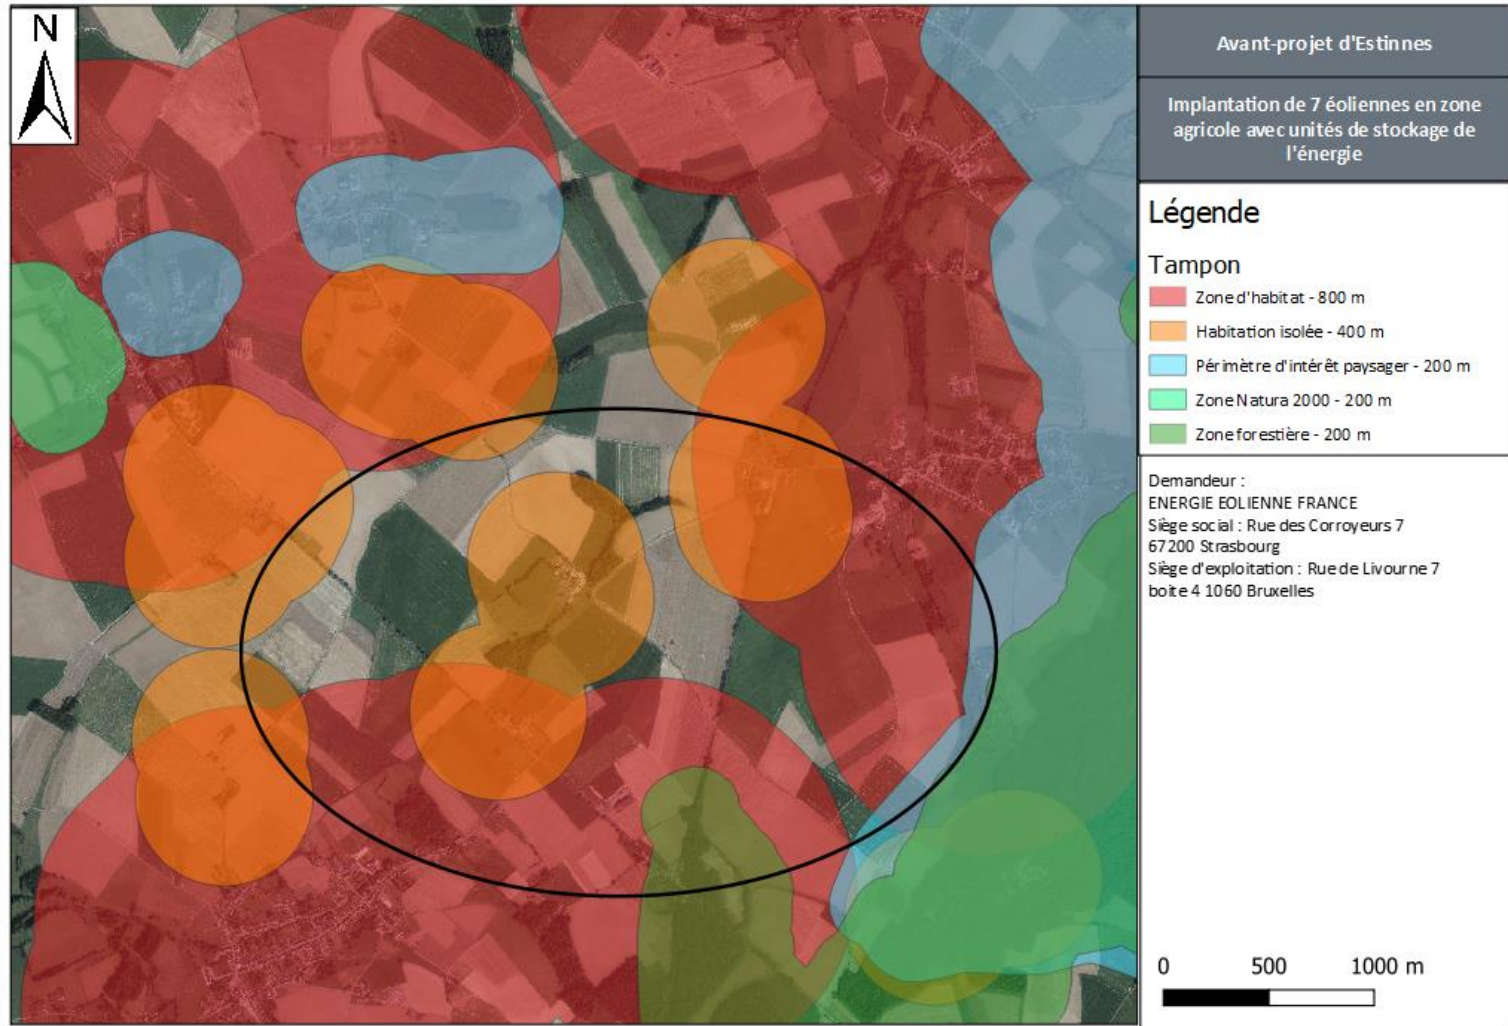 N
Avant-projet d'Estinnes
Implantation de 7 éoliennes en zone
agricole avec unités de stockage de
l'énergie
Légende
Tampon
Zone d'habitat - 800 m
Habitation isolée - 400 m
Périmètre d'intérêt paysager - 200 m
Zone Natura 2000 - 200 m
Zone forestière - 200 m
Demandeur :
ENERGIE EOLIENNE FRANCE
Siège social : Rue des Corroyeurs 7
67200 Strasbourg
Siège d'exploitation : Rue de Livourne 7
boite 4 1060 Bruxelles
0 500 1000 m